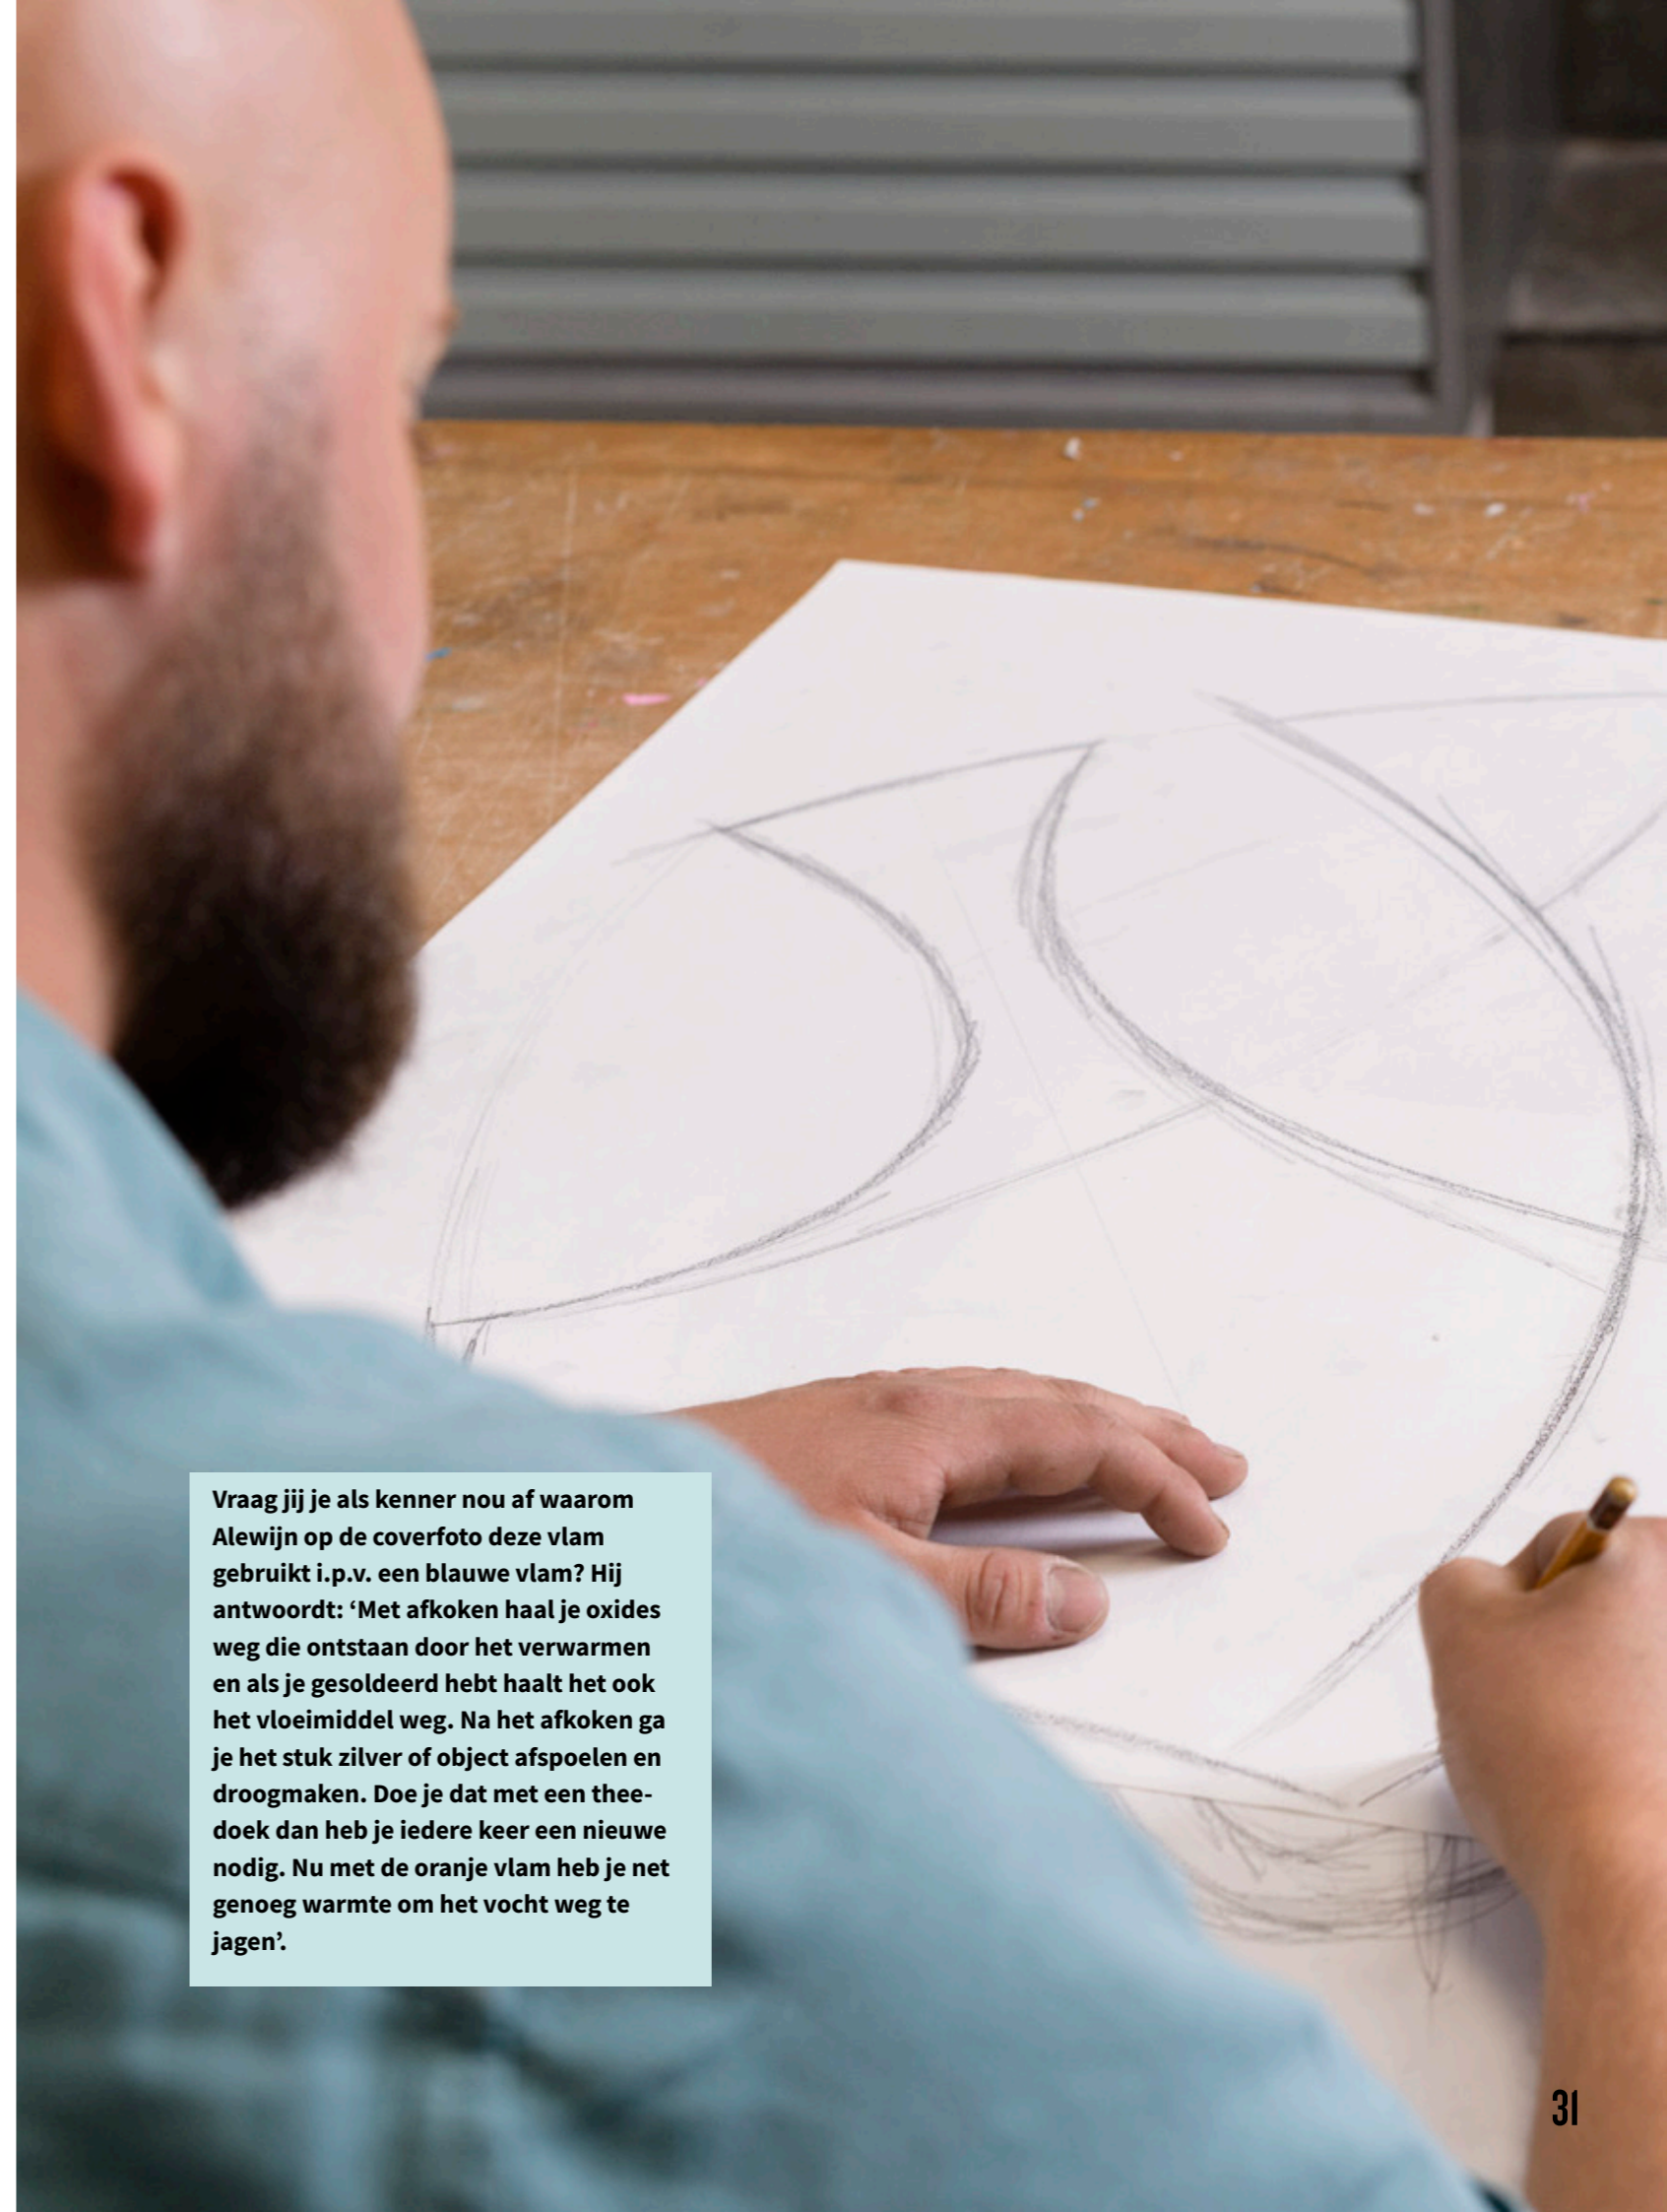 Vraag jij je als kenner nou af waarom
Alewijn op de coverfoto deze vlam
gebruikt i.p.v. een blauwe vlam? Hij
antwoordt: ‘Met afkoken haal je oxides
weg die ontstaan door het verwarmen
en als je gesoldeerd hebt haalt het ook
het vloeimiddel weg. Na het afkoken ga
je het stuk zilver of object afspoelen en
droogmaken. Doe je dat met een thee-
doek dan heb je iedere keer een nieuwe
nodig. Nu met de oranje vlam heb je net
genoeg warmte om het vocht weg te
jagen’.
31